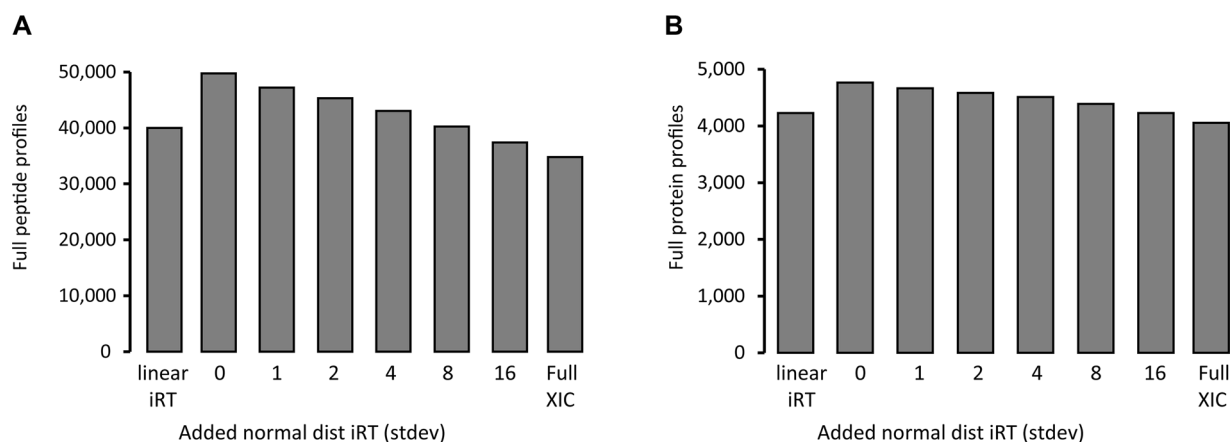 A
Full peptide profiles
50,000
40,000
30,000
20,000
10,000
0
linear iRT 0 1 2 4 8 16 Full XIC
Added normal dist iRT (stdev)
B
Full protein profiles
5,000
4,000
3,000
2,000
1,000
0
linear iRT 0 1 2 4 8 16 Full XIC
Added normal dist iRT (stdev)